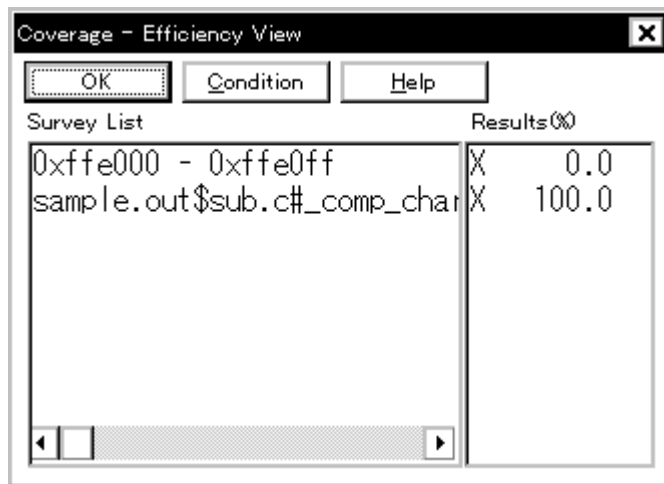 Coverage - Efficiency View
OK Condition Help
Survey List Results(%)
0xffe000 - 0xffe0ff X 0.0
sample.out$sub.c#_comp_char X 100.0